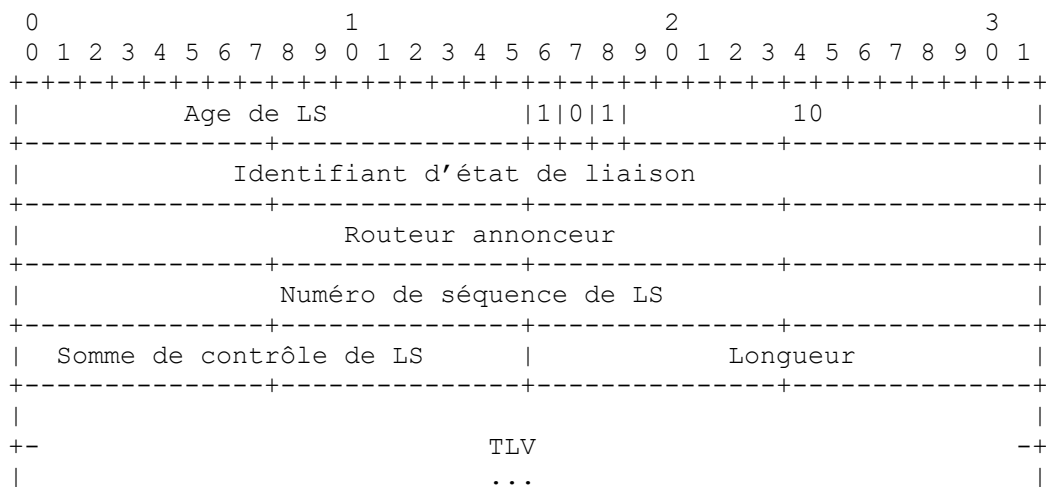 0                   1                   2                   3
 0 1 2 3 4 5 6 7 8 9 0 1 2 3 4 5 6 7 8 9 0 1 2 3 4 5 6 7 8 9 0 1
+-+-+-+-+-+-+-+-+-+-+-+-+-+-+-+-+-+-+-+-+-+-+-+-+-+-+-+-+-+-+-+-+
|          Age de LS            |1|0|1|          10             |
+---------------+---------------+-+-+-+---------+---------------+
|             Identifiant d’état de liaison                     |
+---------------+---------------+---------------+---------------+
|                    Routeur annonceur                          |
+---------------+---------------+---------------+---------------+
|                Numéro de séquence de LS                       |
+---------------+---------------+---------------+---------------+
|  Somme de contrôle de LS      |            Longueur           |
+---------------+---------------+---------------+---------------+
|                                                               |
+-                            TLV                              -+
|                             ...                               |